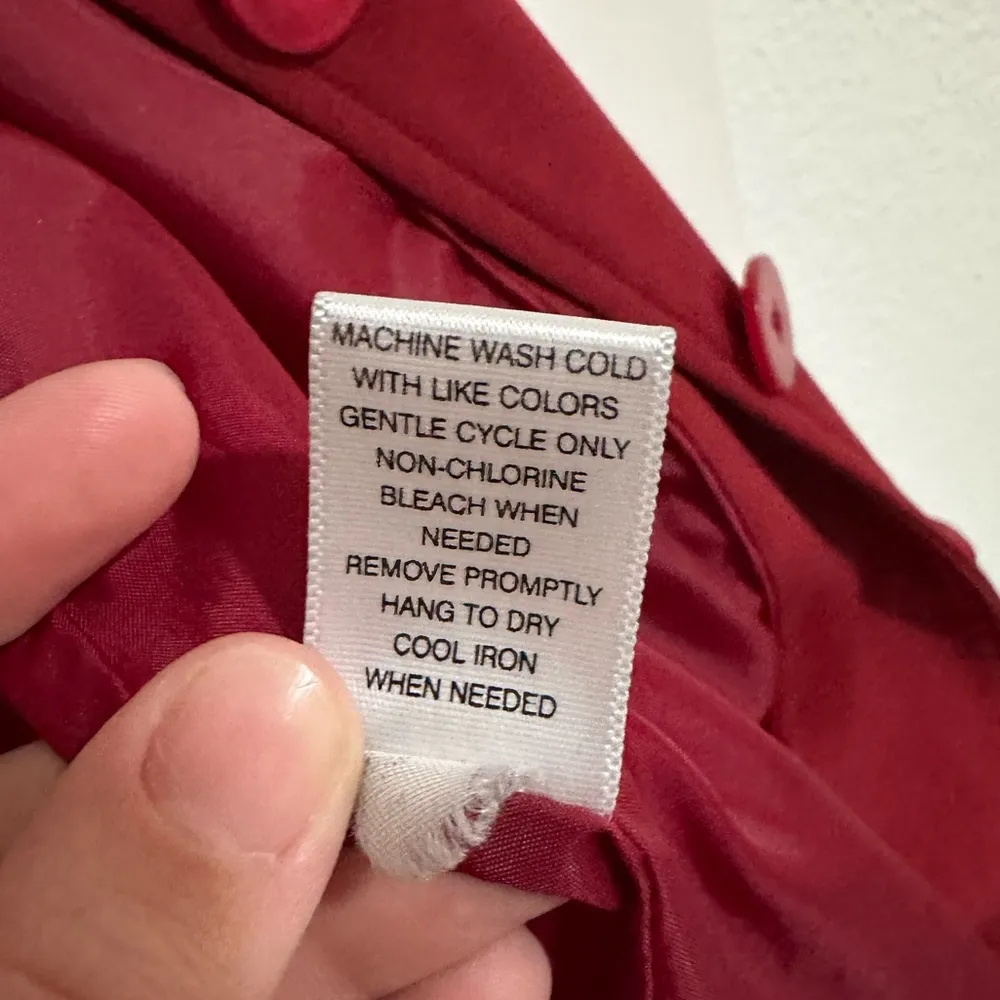 MACHINE WASH COLD
WITH LIKE COLORS
GENTLE CYCLE ONLY
NON-CHLORINE
BLEACH WHEN
NEEDED
REMOVE PROMPTLY
HANG TO DRY
COOL IRON
WHEN NEEDED